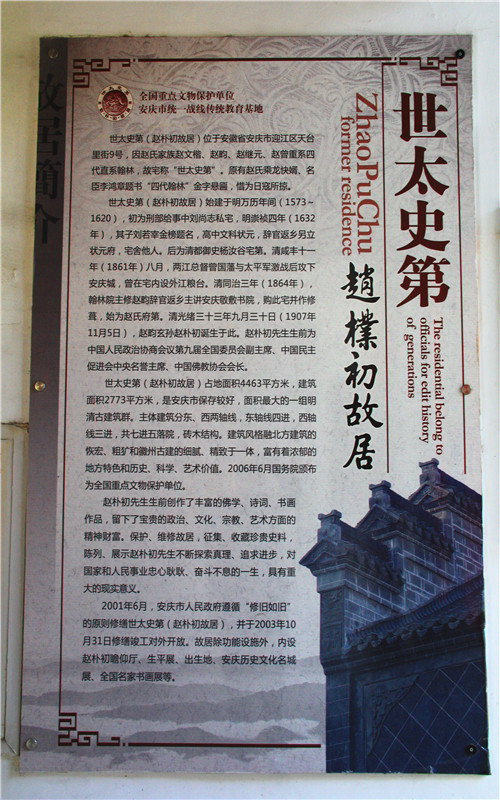 故居簡介
全国重点文物保护单位
安庆市统一战线传统教育基地
世太史第
The residential belong to
officials for edit history
of generations
ZhaoPuChu
former residence
趙樸初故居
世太史第（赵朴初故居）位于安徽省安庆市迎江区天台
里街9号，因赵氏家族赵文楷、赵畇、赵继元、赵曾重系四
代直系翰林，故宅称“世太史第”。原有赵氏乘龙快婿、名
臣李鸿章题书“四代翰林”金字悬匾，惜为日寇所掠。
世太史第（赵朴初故居）始建于明万历年间（1573~
1620），初为刑部给事中刘尚志私宅，明崇祯四年（1632
年），其子刘若宰金榜题名，高中文科状元，辞官返乡另立
状元府，宅舍他人。后为清都御史杨汝谷宅第。清咸丰十一
年（1861年）八月，两江总督曾国藩与太平军激战后攻下
安庆城，曾在宅内设外江粮台。清同治三年（1864年），
翰林院主修赵畇辞官返乡主讲安庆敬敷书院，购此宅并作修
葺，始为赵氏府第。清光绪三十三年九月三十日（1907年
11月5日），赵畇玄孙赵朴初诞生于此。赵朴初先生生前为
中国人民政治协商会议第九届全国委员会副主席、中国民主
促进会中央名誉主席、中国佛教协会会长。
世太史第（赵朴初故居）占地面积4463平方米，建筑
面积2773平方米，是安庆市保存较好，面积最大的一组明
清古建筑群。主体建筑分东、西两轴线，东轴线四进，西轴
线三进，共七进五落院，砖木结构。建筑风格融北方建筑的
恢宏、粗犷和徽州古建的细腻、精致于一体，富有着浓郁的
地方特色和历史、科学、艺术价值。2006年6月国务院颁布
为全国重点文物保护单位。
赵朴初先生生前创作了丰富的佛学、诗词、书画
作品，留下了宝贵的政治、文化、宗教、艺术方面的
精神财富。保护、维修故居，征集、收藏珍贵史料，
陈列、展示赵朴初先生不断探索真理、追求进步，对
国家和人民事业忠心耿耿、奋斗不息的一生，具有重
大的现实意义。
2001年6月，安庆市人民政府遵循“修旧如旧”
的原则修缮世太史第（赵朴初故居），并于2003年10
月31日修缮竣工对外开放。故居除功能设施外，内设
赵朴初瞻仰厅、生平展、出生地、安庆历史文化名城
展、全国名家书画展等。